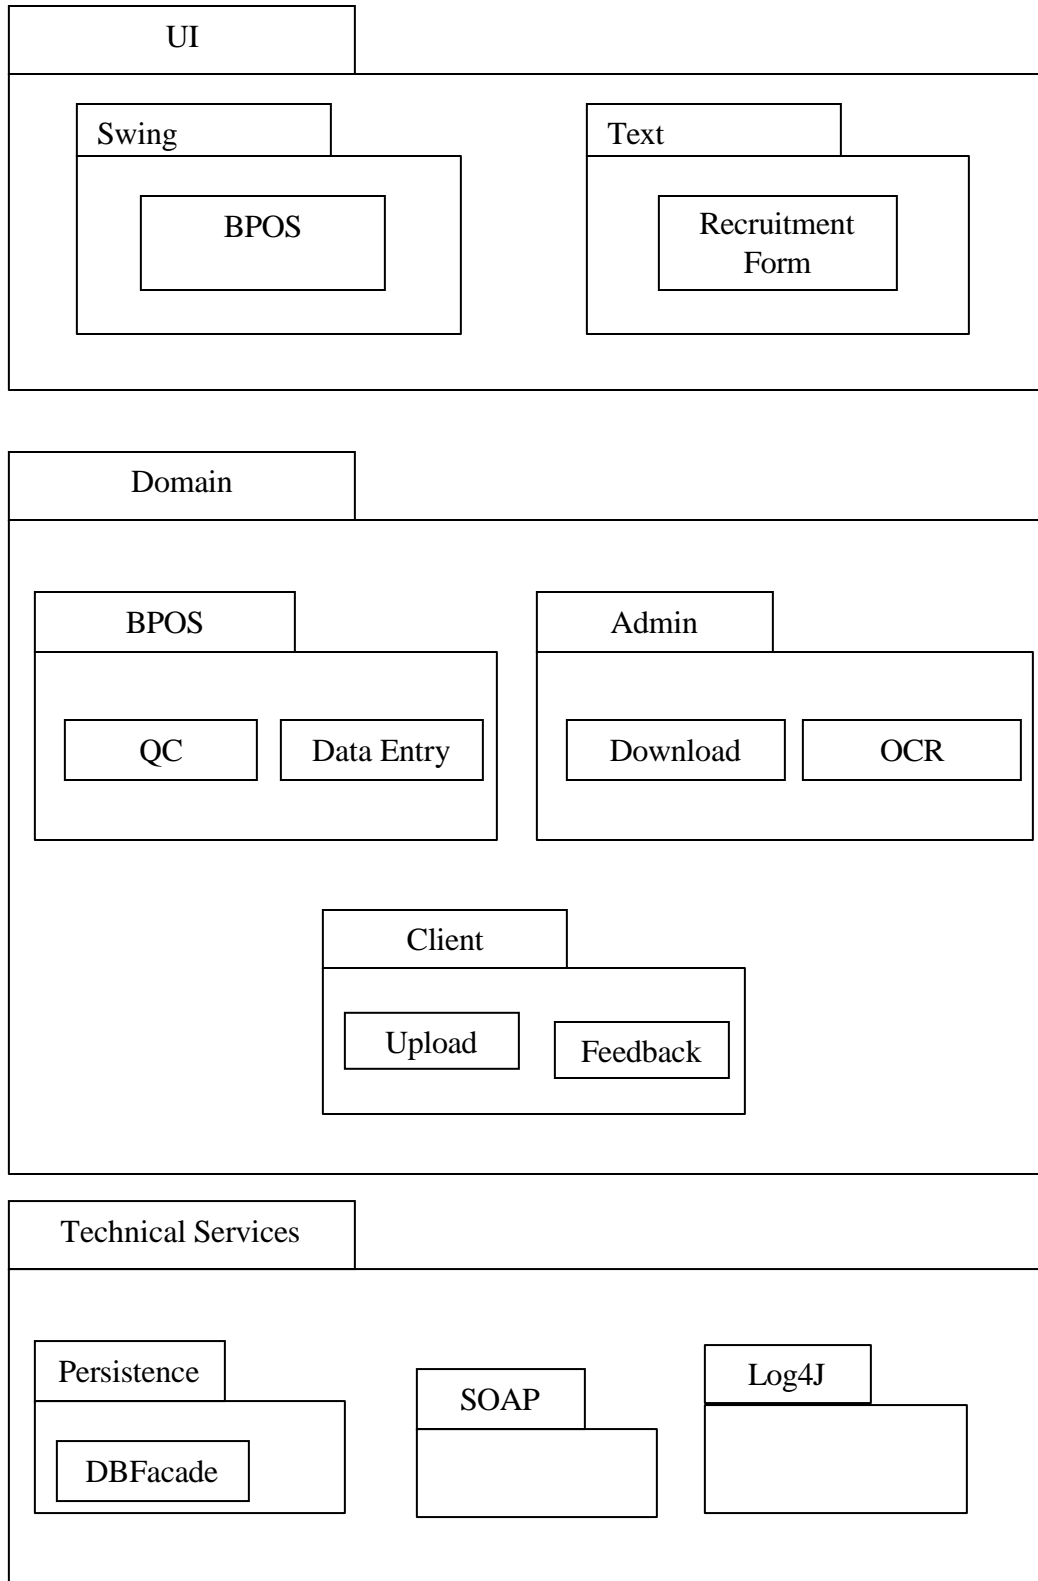 UI
Swing
Text
BPOS
Recruitment
Form
Domain
BPOS
Admin
QC
Data Entry
Download
OCR
Client
Upload
Feedback
Technical Services
Persistence
SOAP
Log4J
DBFacade